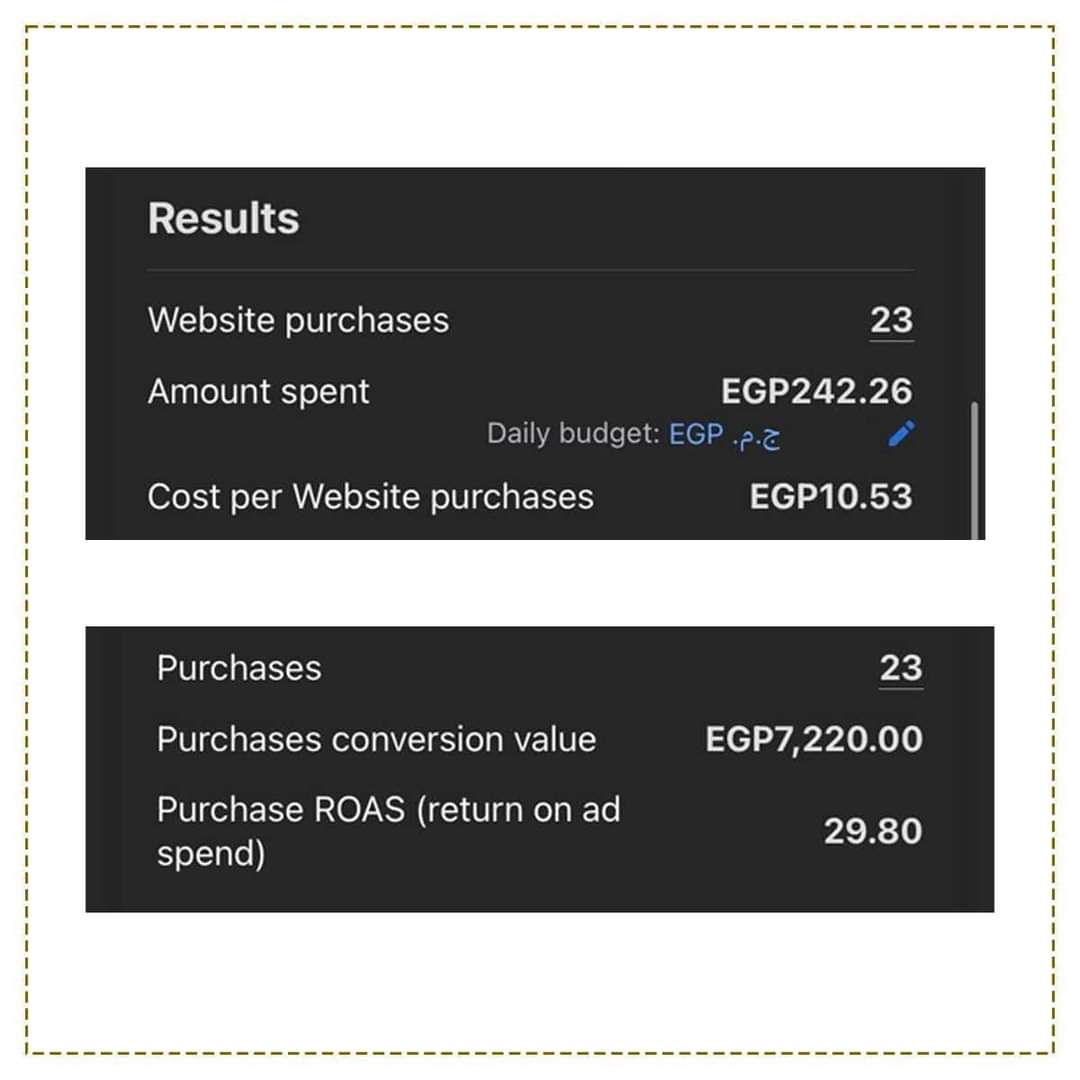 Results
Website purchases 23
Amount spent EGP242.26
Daily budget: EGP ج.م.
Cost per Website purchases EGP10.53
Purchases 23
Purchases conversion value EGP7,220.00
Purchase ROAS (return on ad
spend) 29.80